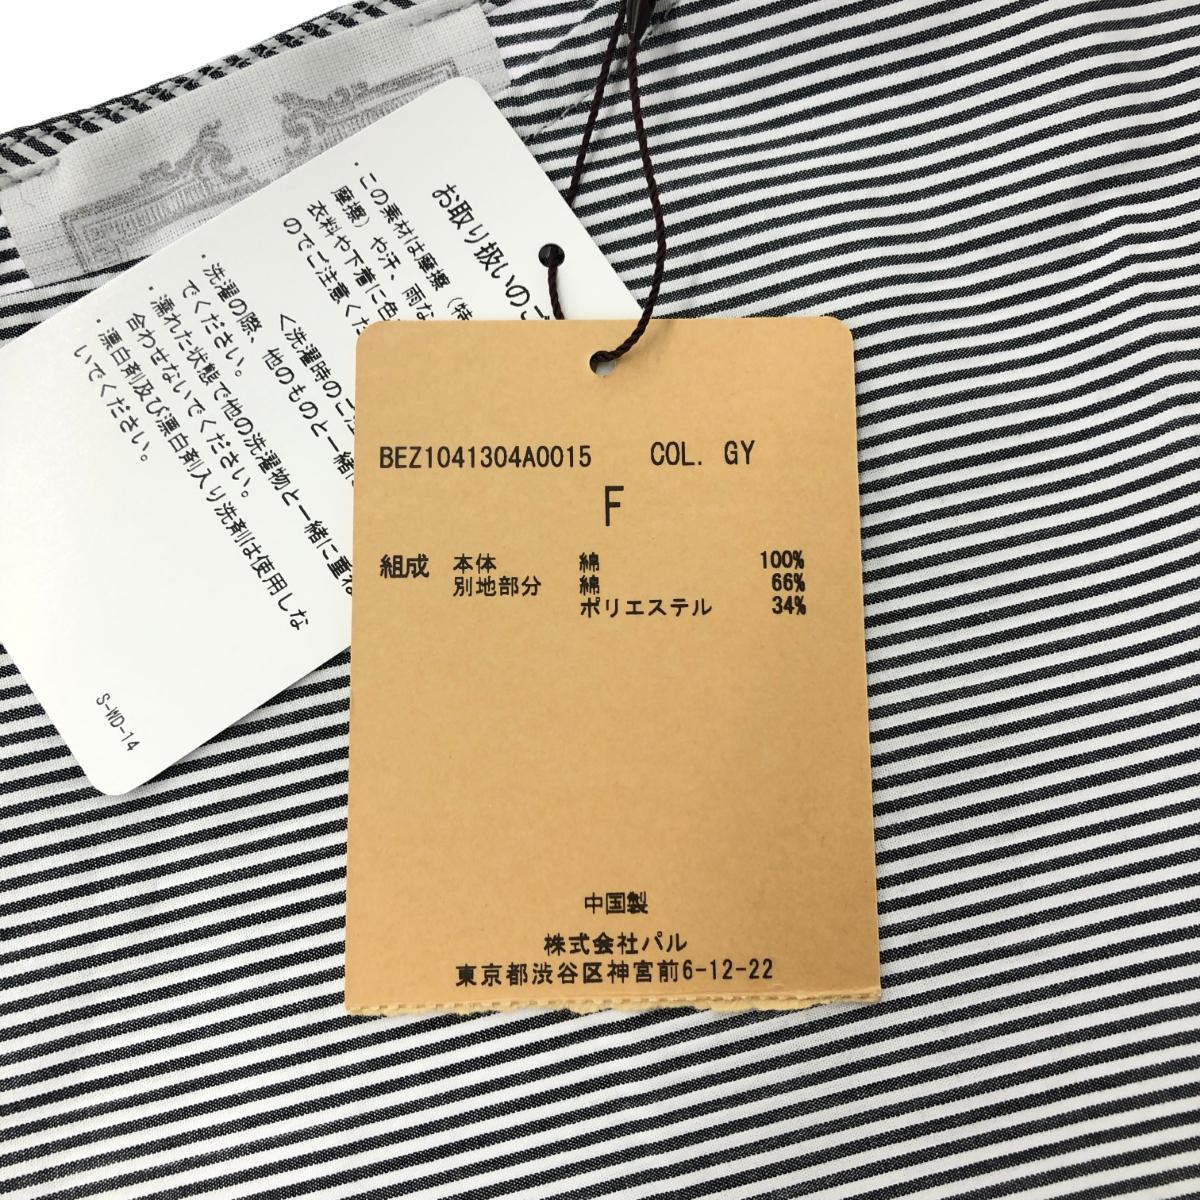 お取り扱いのご
・この素材は摩擦（特
摩擦）や汗、雨な
衣料や下着に色
のでご注意くだ
＜洗濯時のご注
・洗濯の際、他のものと一緒
でください。
・濡れた状態で他の洗濯物と一緒に重ね
合わせないでください。
・漂白剤及び漂白剤入り洗剤は使用しな
いでください。
S-WD-14
BEZ1041304A0015 COL. GY
F
組成 本体 綿 100%
別地部分 綿 66%
ポリエステル 34%
中国製
株式会社パル
東京都渋谷区神宮前6-12-22